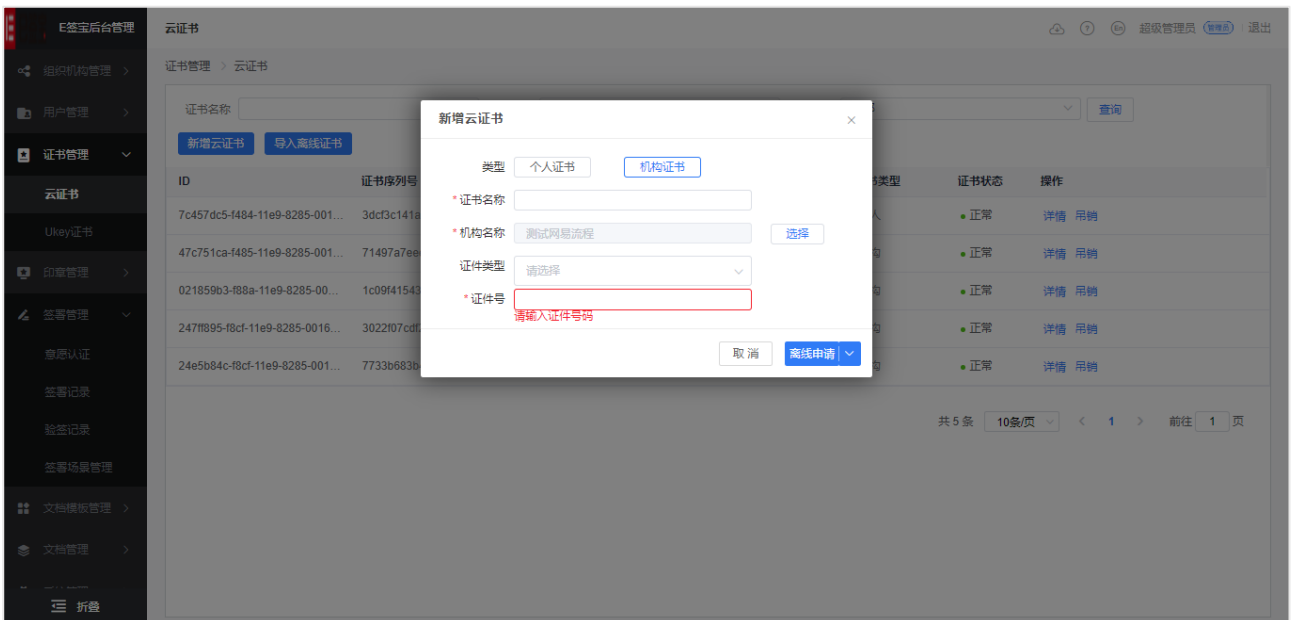 E签宝后台管理
云证书
En
超级管理员 管理员 退出
组织机构管理
证书管理 > 云证书
用户管理
证书名称
查询
新增云证书
导入离线证书
证书管理
云证书
Ukey证书
印章管理
签署管理
意愿认证
签署记录
验签记录
签署场景管理
文档模板管理
文档管理
折叠
ID 证书序列号 证书状态 操作
7c457dc5-f484-11e9-8285-001... 正常 详情 吊销
47c751ca-f485-11e9-8285-001... 正常 详情 吊销
021859b3-f88a-11e9-8285-00... 1c09f41543 正常 详情 吊销
247ff895-f8cf-11e9-8285-0016... 正常 详情 吊销
24e5b84c-f8cf-11e9-8285-001... 正常 详情 吊销
共 5 条 10条/页 < 1 > 前往 1 页
新增云证书 ×
类型 个人证书 机构证书
*证书名称
*机构名称 测试网易流程 选择
证件类型 请选择
*证件号
请输入证件号码
取消 离线申请